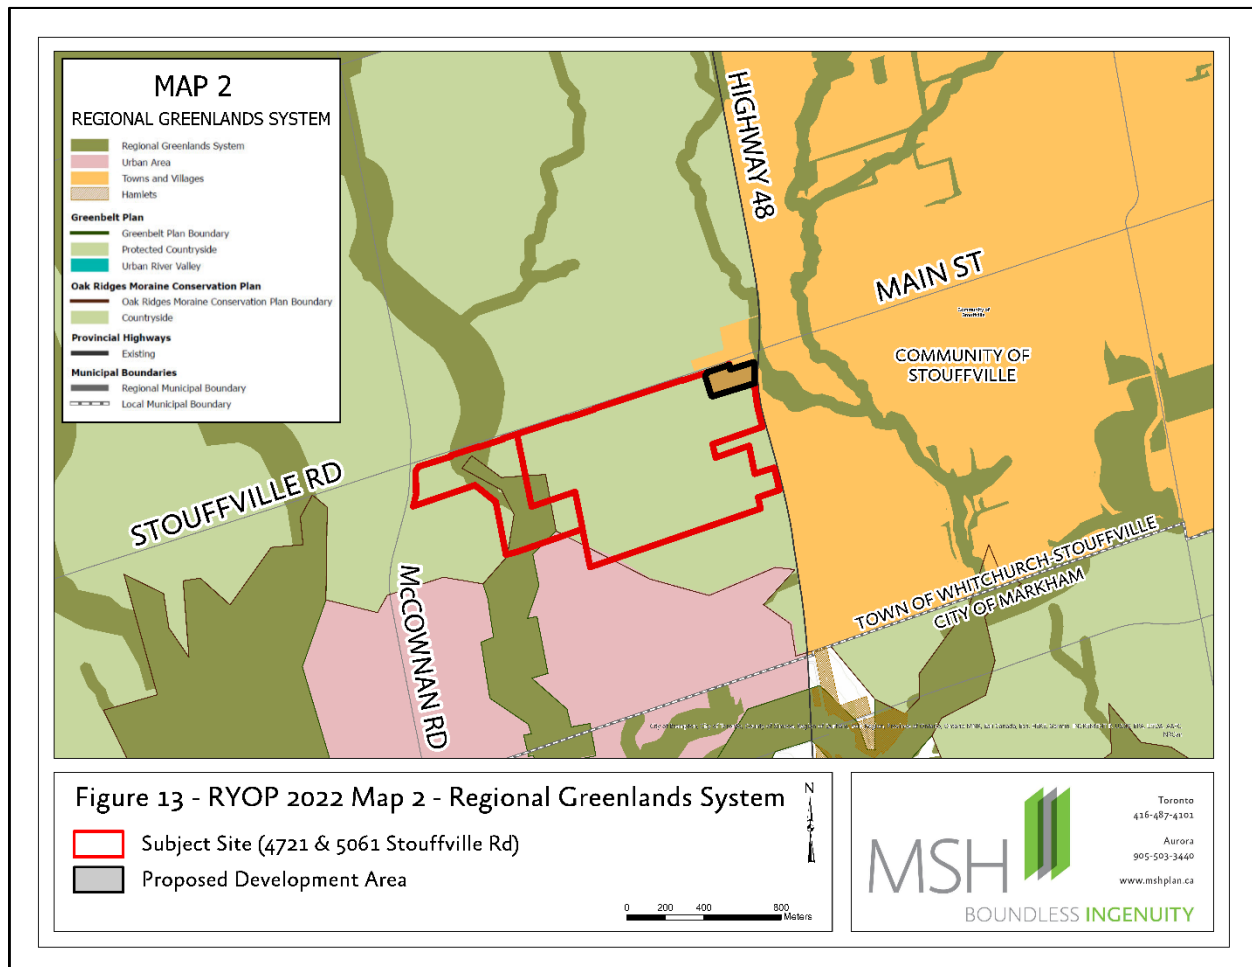 MAP 2
REGIONAL GREENLANDS SYSTEM
Regional Greenlands System
Urban Area
Towns and Villages
Hamlets
Greenbelt Plan
Greenbelt Plan Boundary
Protected Countryside
Urban River Valley
Oak Ridges Moraine Conservation Plan
Oak Ridges Moraine Conservation Plan Boundary
Countryside
Provincial Highways
Existing
Municipal Boundaries
Regional Municipal Boundary
Local Municipal Boundary
HIGHWAY 48
MAIN ST
Community of
Stouffville
COMMUNITY OF
STOUFFVILLE
STOUFFVILLE RD
McCOWNAN RD
TOWN OF WHITCHURCH-STOUFFVILLE
CITY OF MARKHAM
Figure 13 - RYOP 2022 Map 2 - Regional Greenlands System
Subject Site (4721 & 5061 Stouffville Rd)
Proposed Development Area
N
0 200 400 800
Meters
MSH
BOUNDLESS INGENUITY
Toronto
416-487-4101
Aurora
905-503-3440
www.mshplan.ca